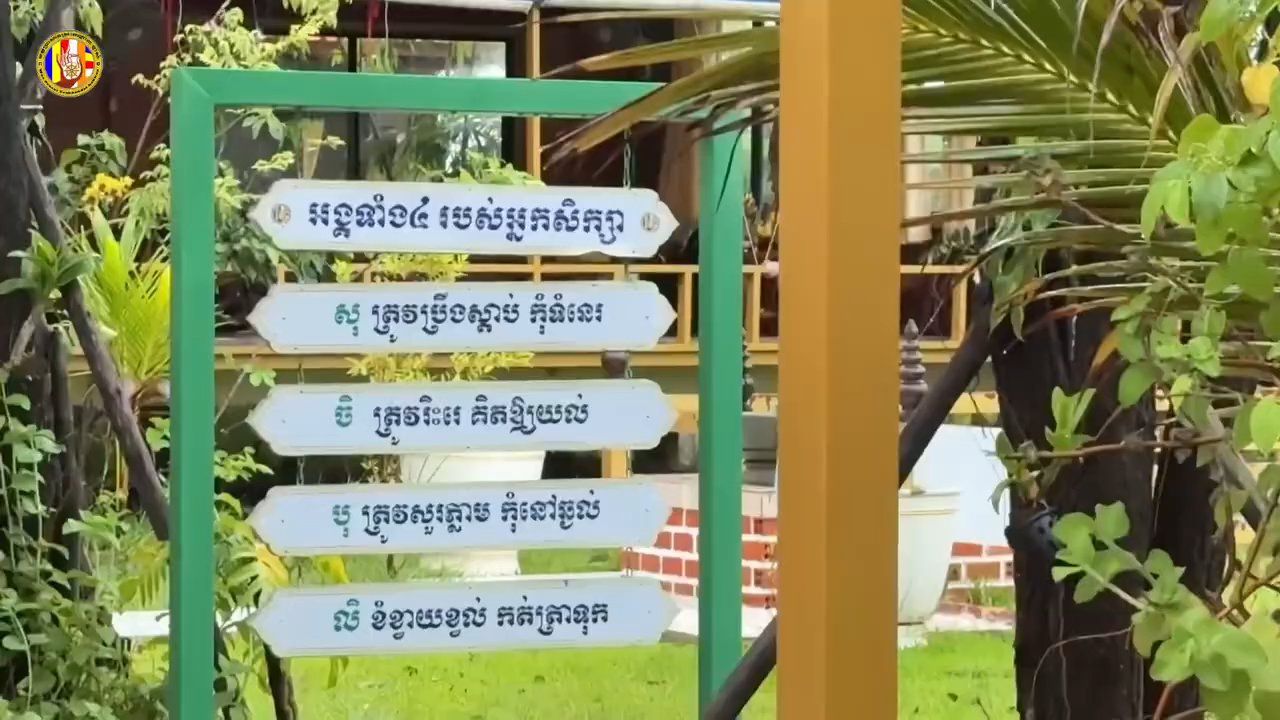 អង្គទាំង៤ របស់អ្នកសិក្សា
សុ ត្រូវប្រឹងស្ដាប់ កុំទំនេរ
ចិ ត្រូវរិះរេ គិតឱ្យយល់
បុ ត្រូវសួរភ្លាម កុំនៅឆ្ងល់
លិ ខំខ្វាយខ្វល់ កត់ត្រាទុក